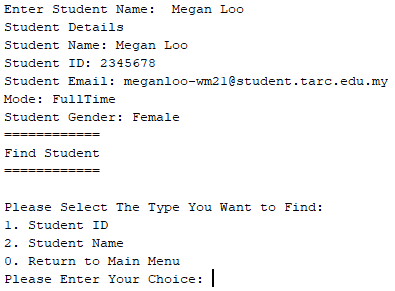 Enter Student Name:  Megan Loo
Student Details
Student Name: Megan Loo
Student ID: 2345678
Student Email: meganloo-wm21@student.tarc.edu.my
Mode: FullTime
Student Gender: Female
============
Find Student
============

Please Select The Type You Want to Find:
1. Student ID
2. Student Name
0. Return to Main Menu
Please Enter Your Choice: